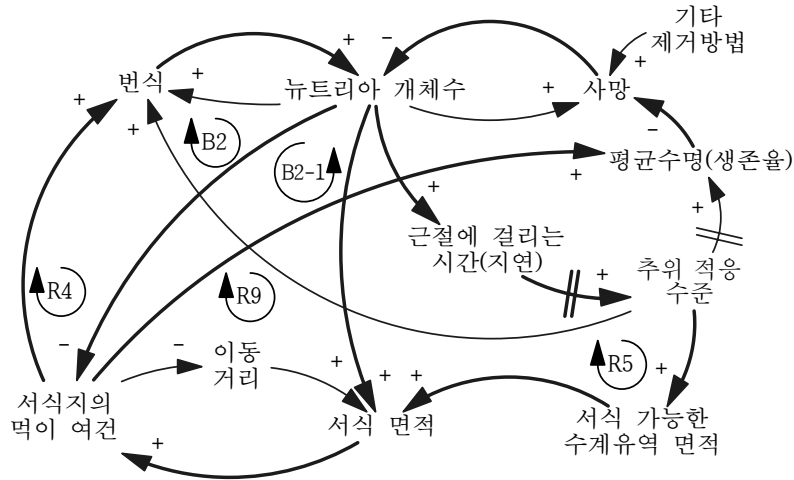 기타
제거방법
+
-
+
번식
+
뉴트리아 개체수
+
사망
+
+
B2
-
평균수명(생존율)
B2-1
+
+
+
근절에 걸리는
시간(지연)
+
추위 적응
수준
R4
R9
-
-
이동
거리
+
+
+
R5
+
서식지의
먹이 여건
서식 면적
서식 가능한
수계유역 면적
+